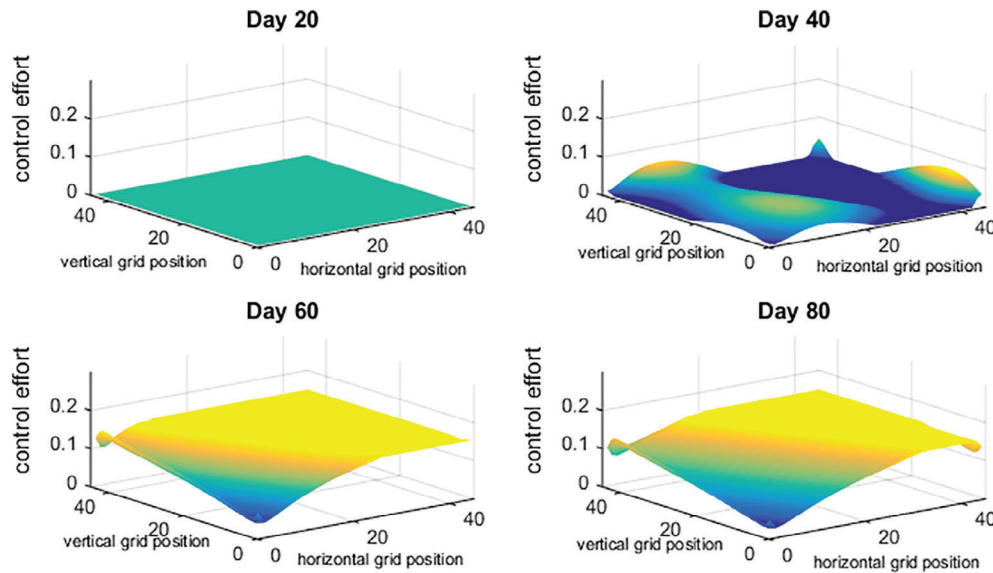 Day 20
control effort
0.2
0.1
0
40
20
0
vertical grid position
0
20
40
horizontal grid position
Day 40
control effort
0.2
0.1
0
40
20
0
vertical grid position
0
20
40
horizontal grid position
Day 60
control effort
0.2
0.1
0
40
20
0
vertical grid position
0
20
40
horizontal grid position
Day 80
control effort
0.2
0.1
0
40
20
0
vertical grid position
0
20
40
horizontal grid position